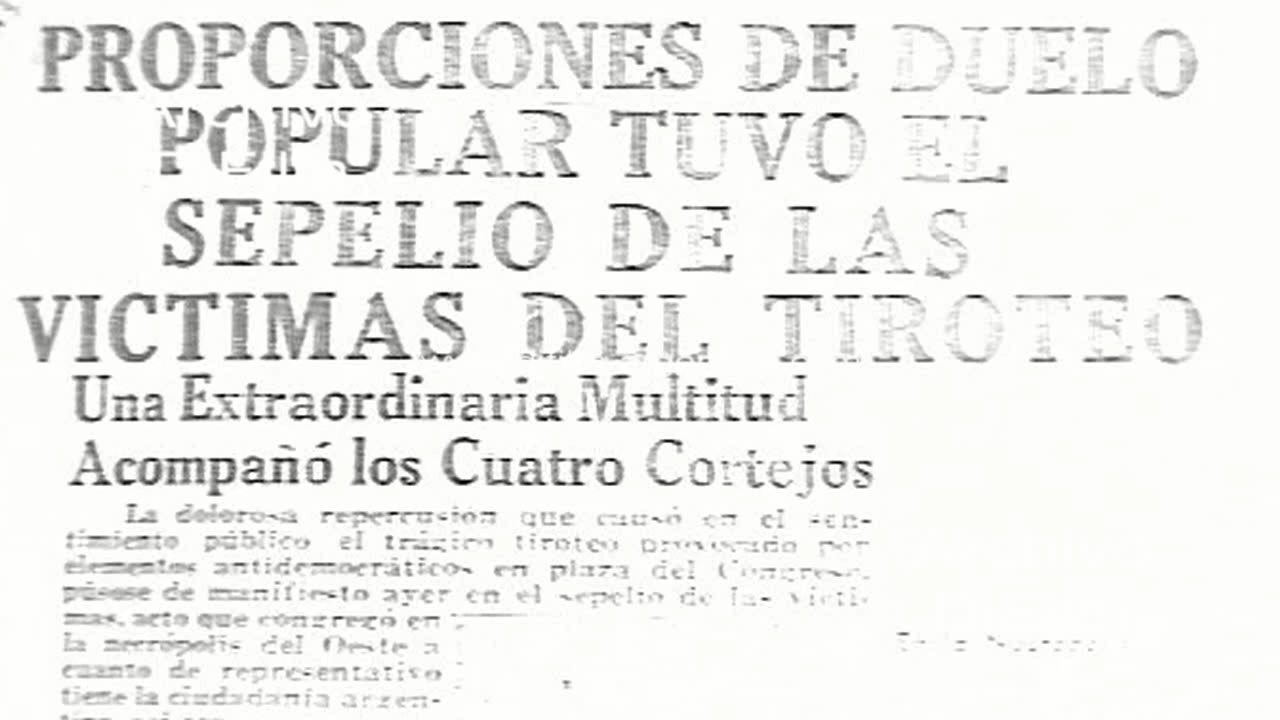 PROPORCIONES DE DUELO
POPULAR TUVO EL
SEPELIO DE LAS
VICTIMAS DEL TIROTEO
Una Extraordinaria Multitud
Acompañó los Cuatro Cortejos
La dolorosa repercusión que causó en el sen-
timiento público el trágico tiroteo provocado por
elementos antidemocráticos en plaza del Congreso,
púsose de manifiesto ayer en el sepelio de las vícti-
mas, acto que congregó en
la necrópolis del Oeste a
cuanto de representativo
tiene la ciudadanía argen-